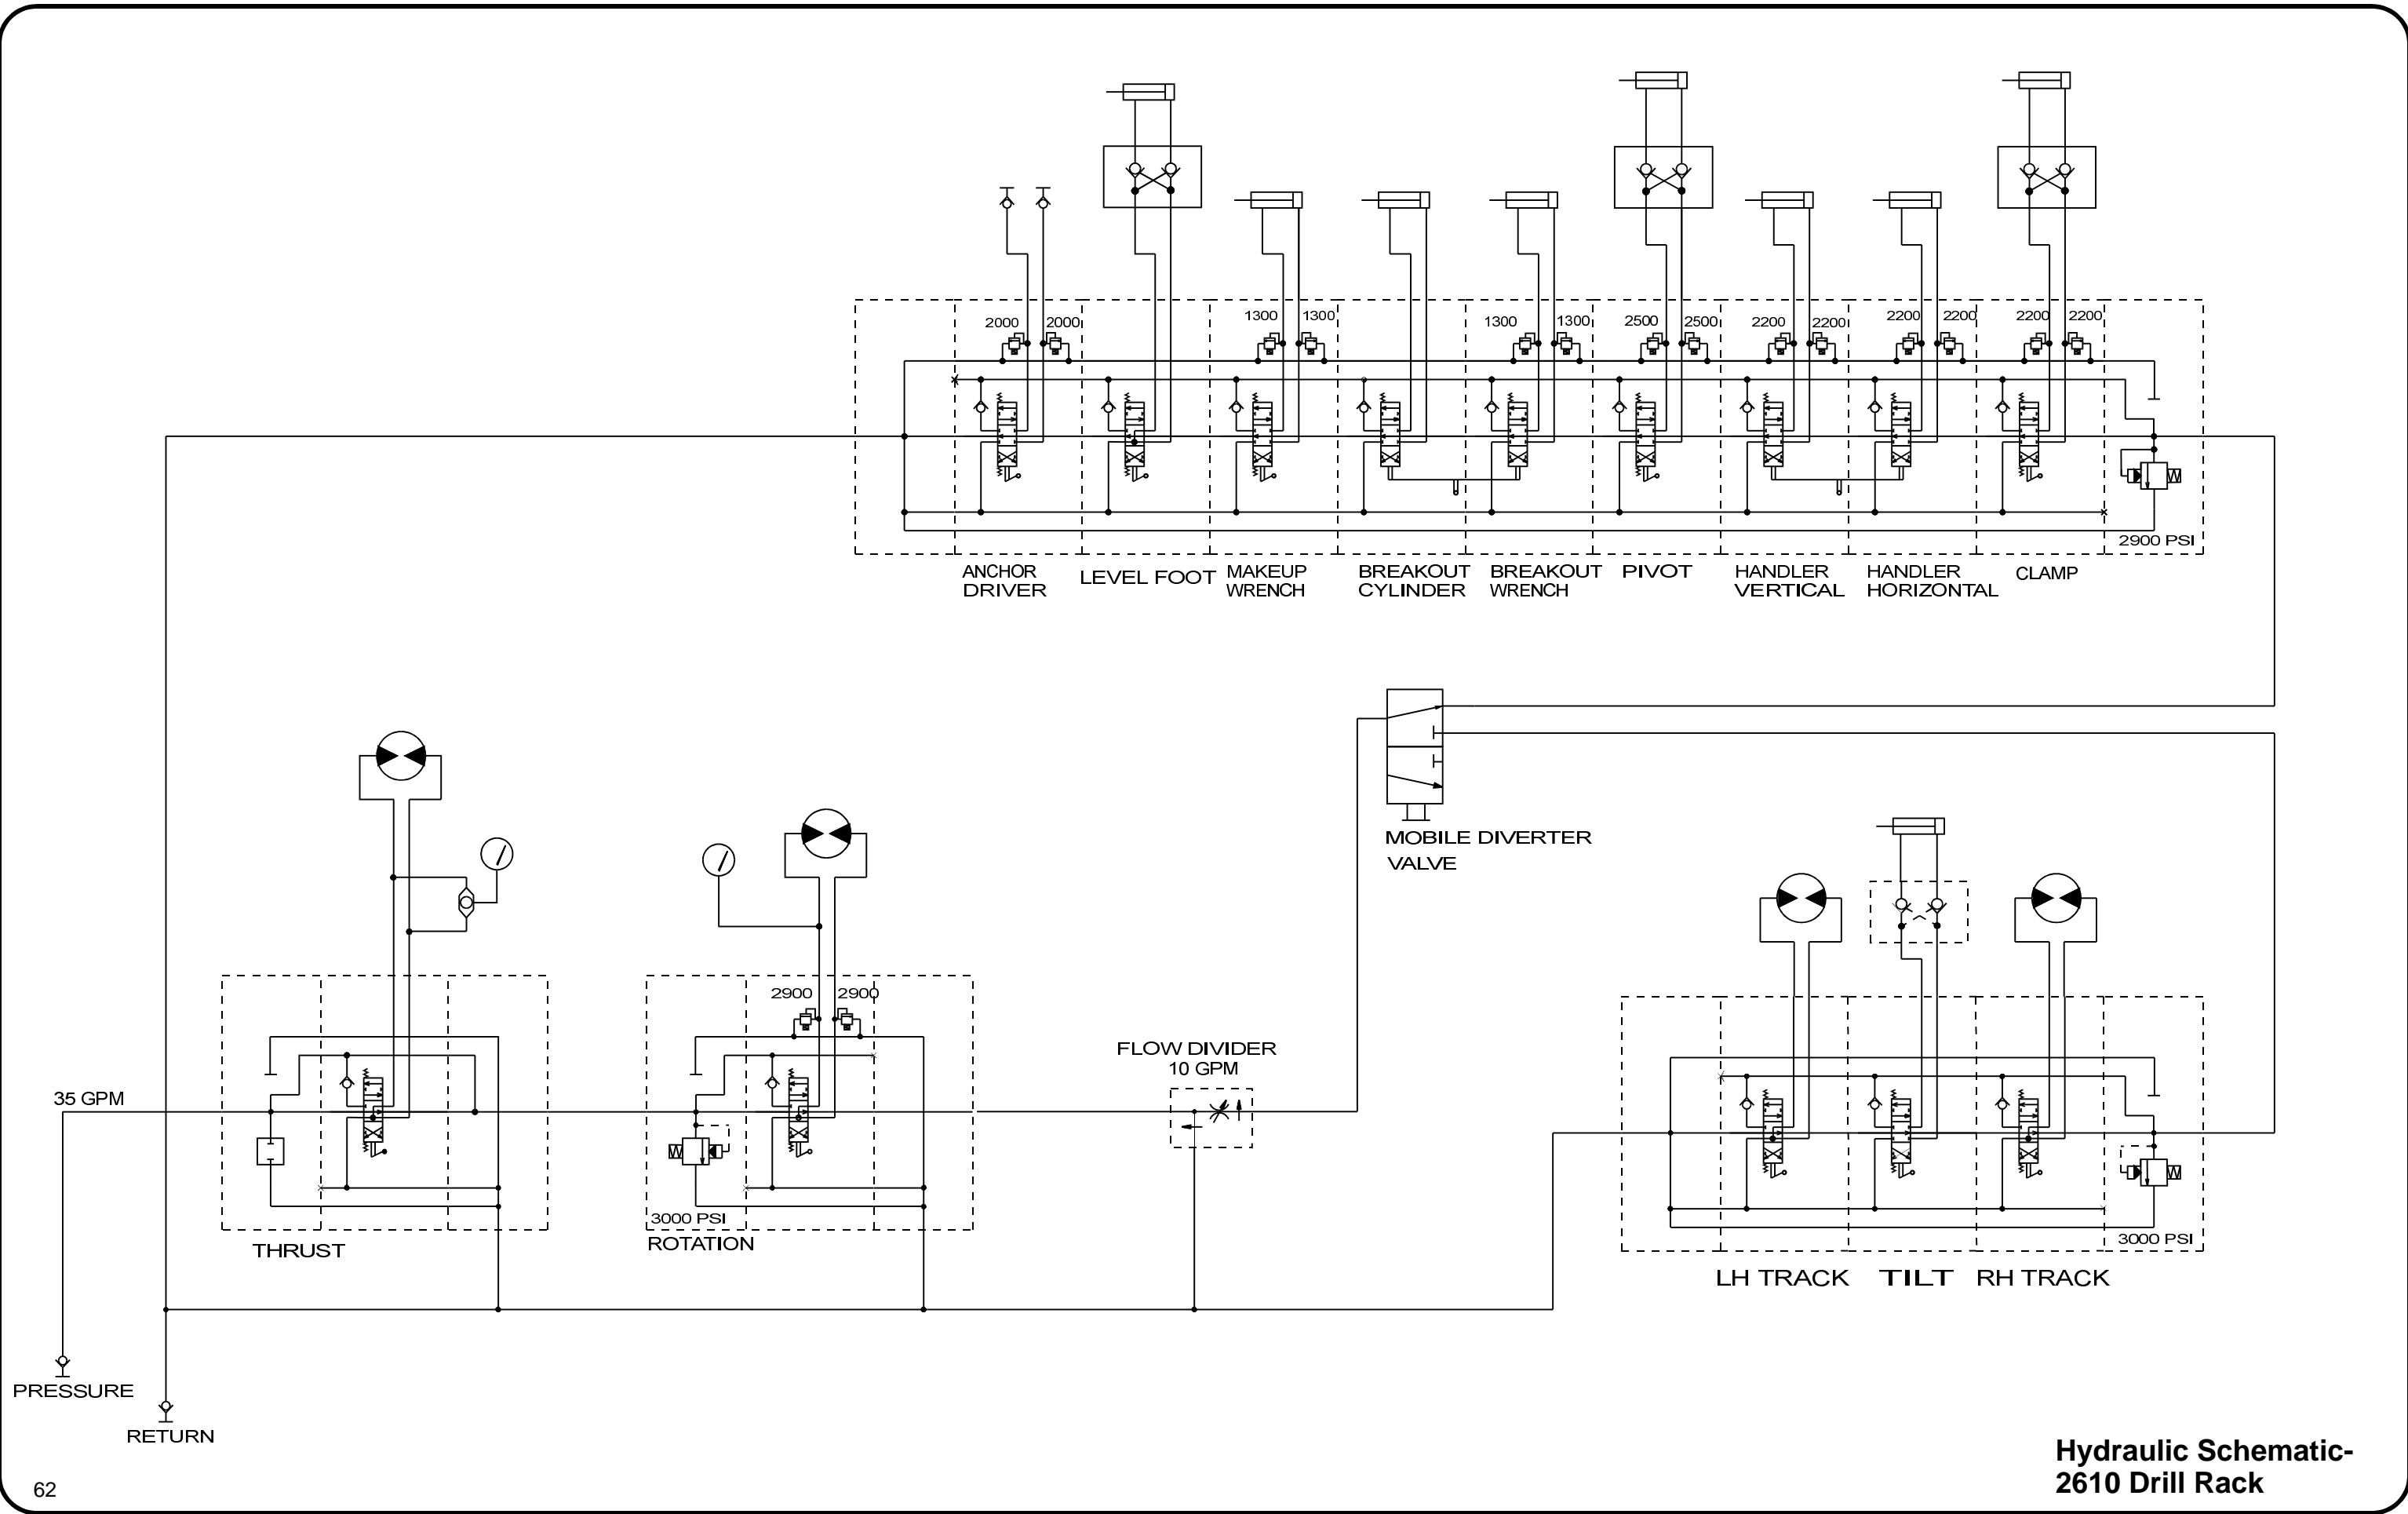 2000 2000 1300 1300 1300 1300 2500 2500 2200 2200 2200 2200 2200 2200
2900 PSI
ANCHOR
DRIVER
LEVEL FOOT
MAKEUP
WRENCH
BREAKOUT
CYLINDER
BREAKOUT
WRENCH
PIVOT
HANDLER
VERTICAL
HANDLER
HORIZONTAL
CLAMP
MOBILE DIVERTER
VALVE
2900 2900
FLOW DIVIDER
10 GPM
35 GPM
3000 PSI
THRUST
ROTATION
3000 PSI
LH TRACK
TILT
RH TRACK
PRESSURE
RETURN
Hydraulic Schematic-
2610 Drill Rack
62